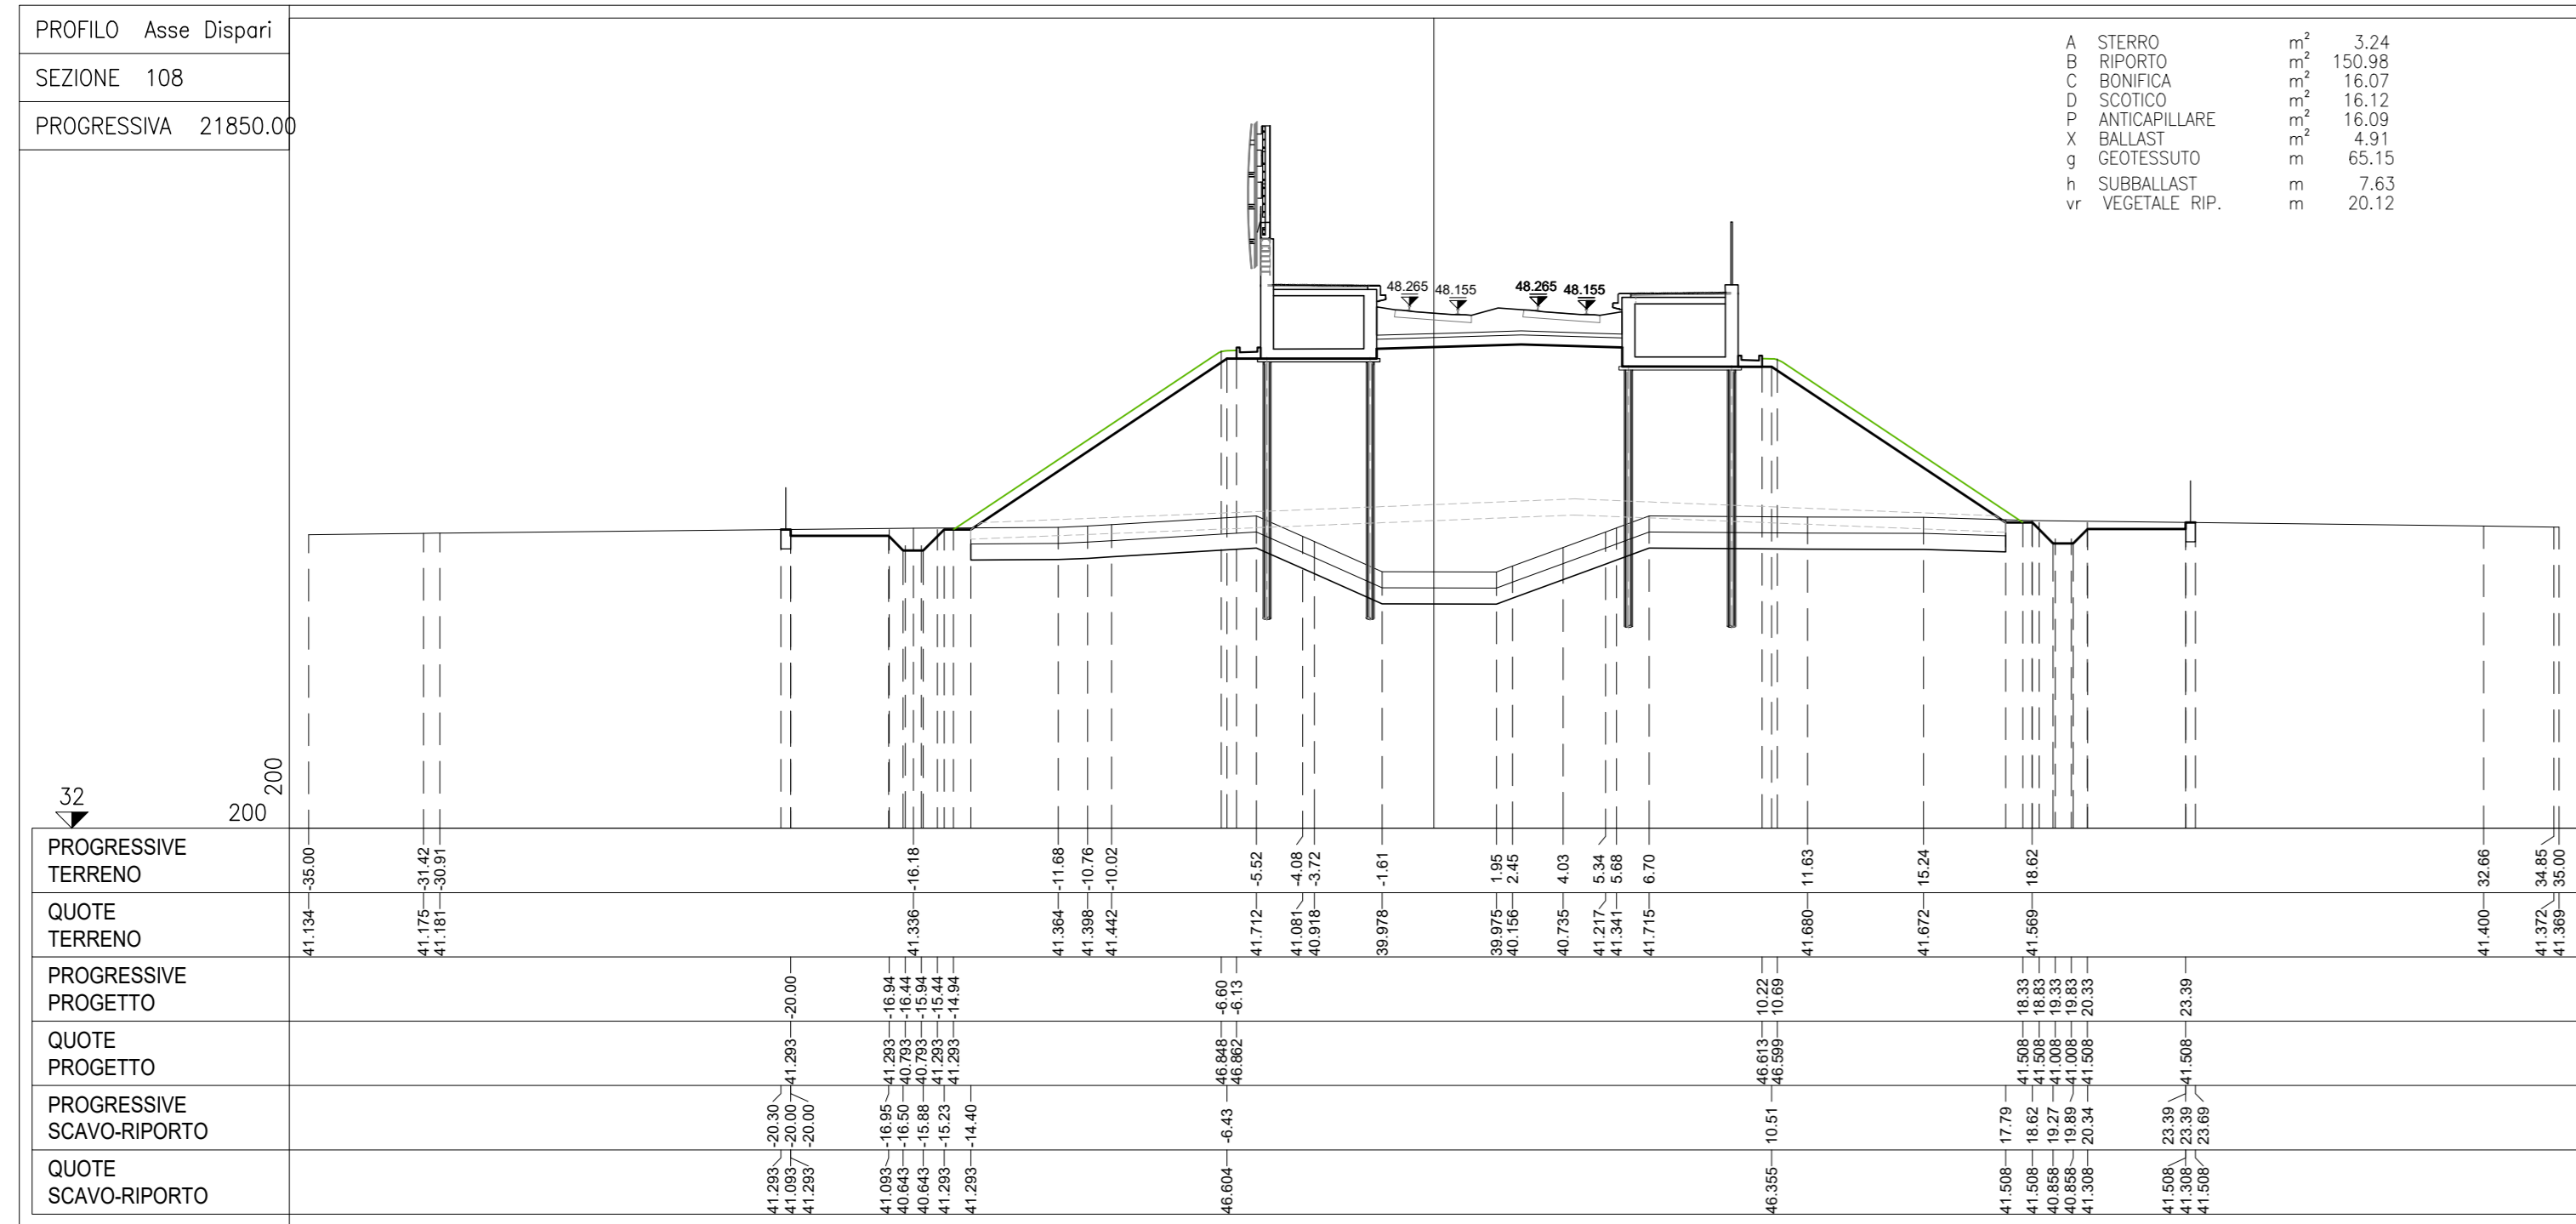 PROFILO Asse Dispari
SEZIONE 108
PROGRESSIVA 21850.00
A STERRO m² 3.24
B RIPORTO m² 150.98
C BONIFICA m² 16.07
D SCOTICO m² 16.12
P ANTICAPILLARE m² 16.09
X BALLAST m² 4.91
g GEOTESSUTO m 65.15
h SUBBALLAST m 7.63
vr VEGETALE RIP. m 20.12
48.265 48.155 48.265 48.155
200
32 200
PROGRESSIVE
TERRENO
-35.00 -31.42 -30.91 -16.18 -11.68 -10.76 -10.02 -5.52 -4.08 -3.72 -1.61 1.95 2.45 4.03 5.34 5.68 6.70 11.63 15.24 18.62 32.66 34.85 35.00
QUOTE
TERRENO
41.134 41.175 41.181 41.336 41.364 41.398 41.442 41.712 41.081 40.918 39.978 39.975 40.156 40.735 41.217 41.341 41.715 41.680 41.672 41.569 41.400 41.372 41.369
PROGRESSIVE
PROGETTO
-20.00 -16.94 -16.44 -15.94 -15.44 -14.94 -6.60 -6.13 10.22 10.69 18.33 18.83 19.33 19.83 20.33 23.39
QUOTE
PROGETTO
41.293 41.293 40.793 40.793 41.293 41.293 46.848 46.862 46.613 46.599 41.508 41.508 41.008 41.008 41.508 41.508
PROGRESSIVE
SCAVO-RIPORTO
-20.30 -20.00 -20.00 -16.95 -16.50 -15.88 -15.23 -14.40 -6.43 10.51 17.79 18.62 19.27 19.89 20.34 23.39 23.39 23.69
QUOTE
SCAVO-RIPORTO
41.293 41.093 41.293 41.093 40.643 40.643 41.293 41.293 46.604 46.355 41.508 41.508 40.858 40.858 41.308 41.508 41.308 41.508